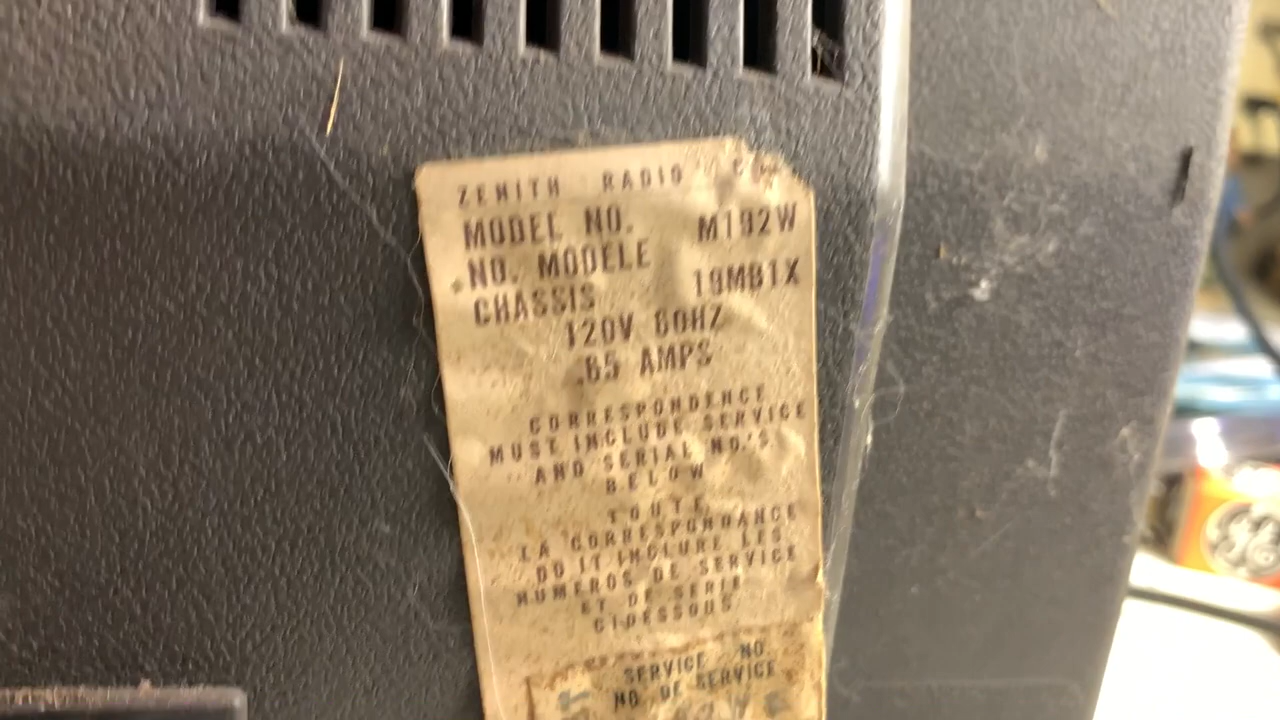 ZENITH RADIO
MODEL NO. M192W
NO. MODELE
CHASSIS 19MB1X
120V 60HZ
.65 AMPS
CORRESPONDENCE
MUST INCLUDE SERVICE
AND SERIAL NO.'S
BELOW
TOUTE
LA CORRESPONDANCE
DOIT INCLURE LES
NUMEROS DE SERVICE
ET DE SERIE
CIDESSOUS
SERVICE NO.
NO. DE SERVICE
GE